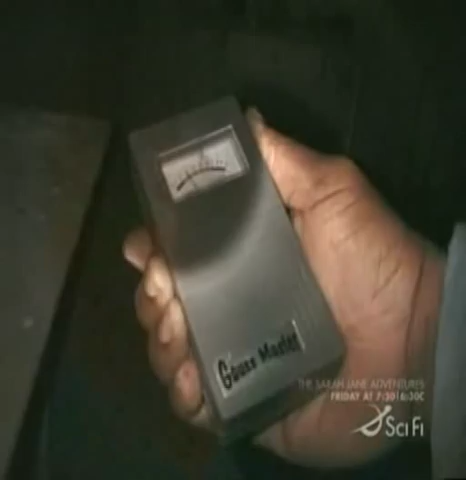 Gauss Master
THE SARAH JANE ADVENTURES
FRIDAY AT 7:30|6:30C
SCI FI